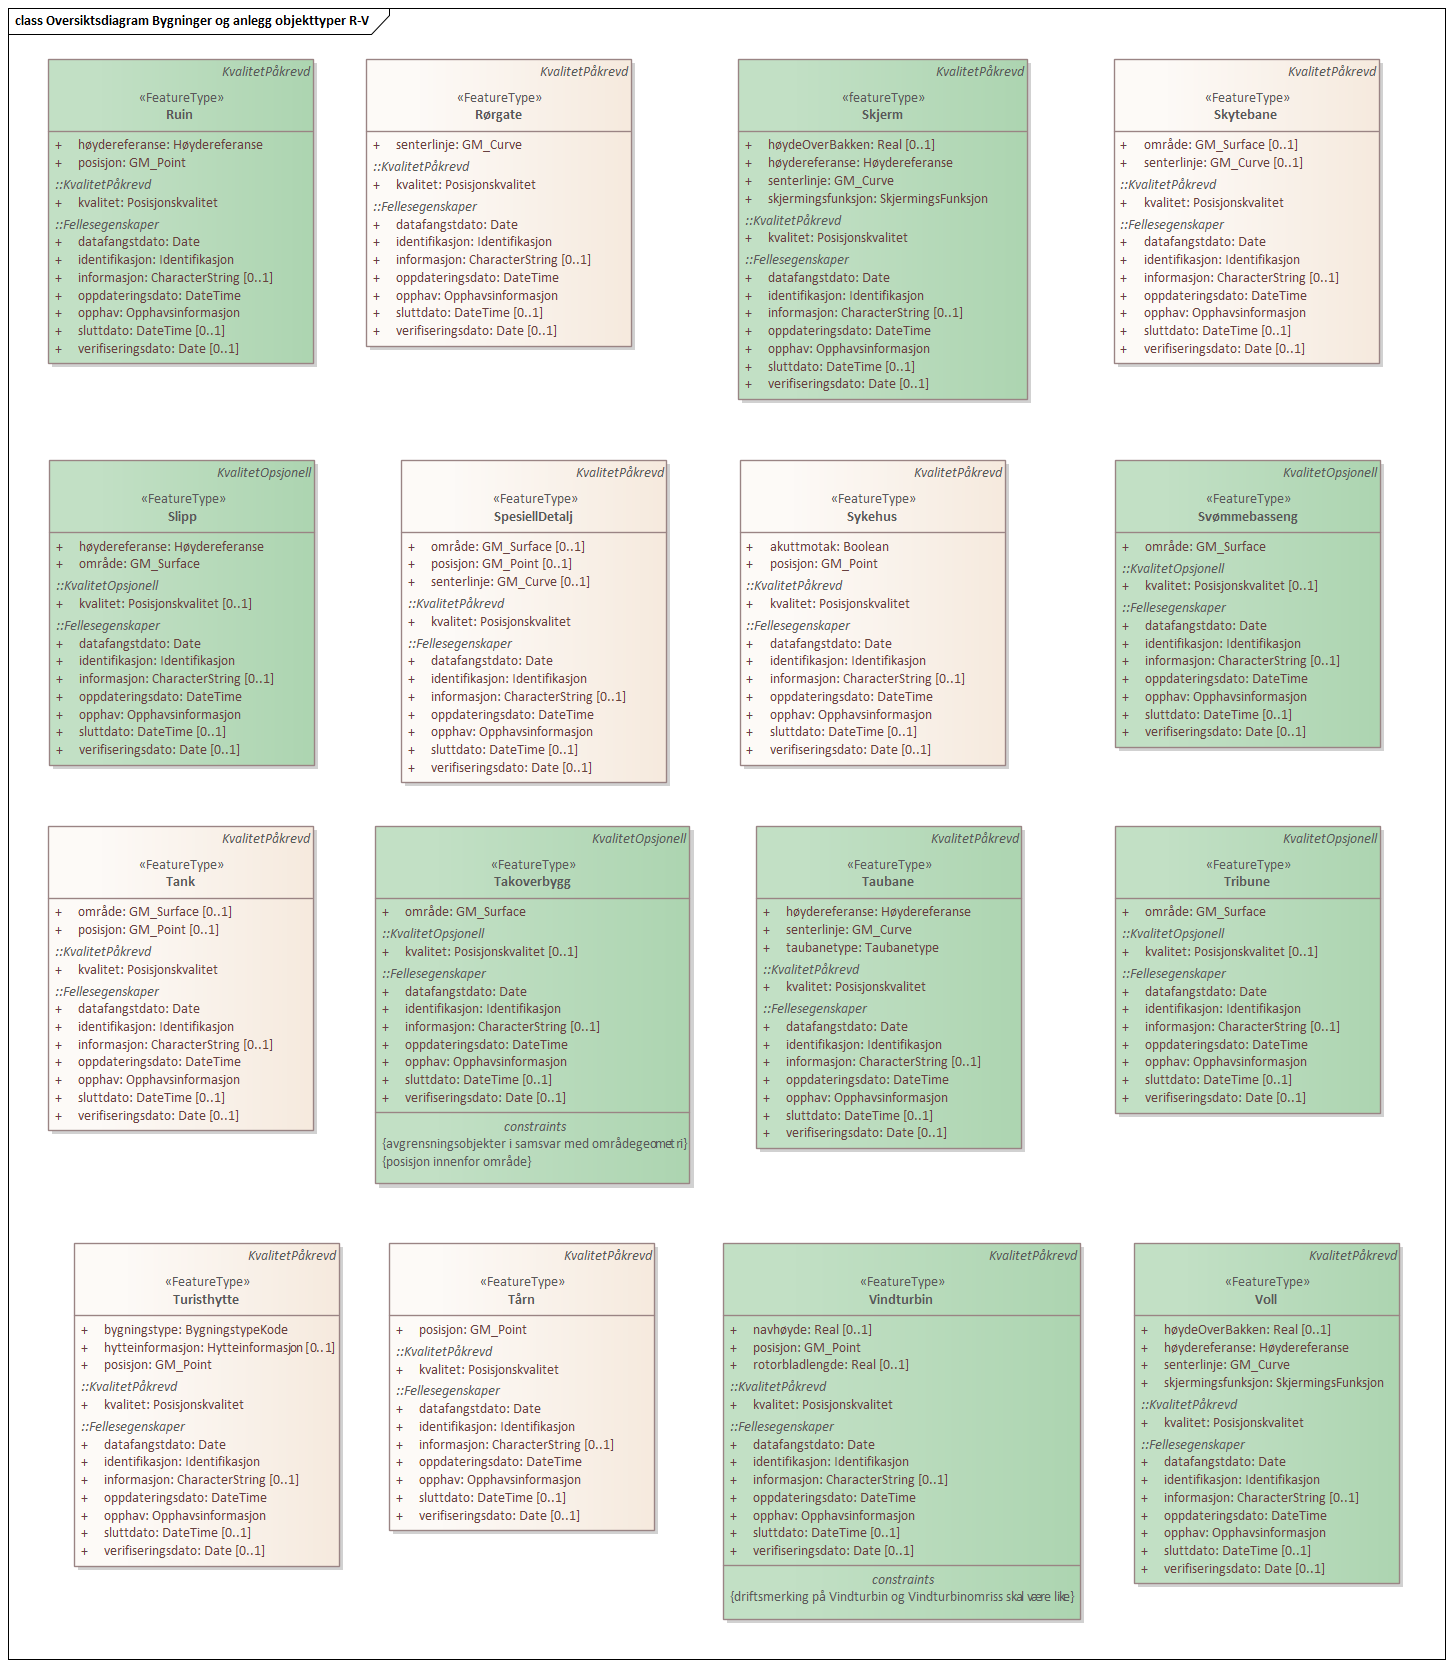 class Oversiktsdiagram Bygninger og anlegg objekttyper R-V
KvalitetPåkrevd
«FeatureType»
Ruin
+ høydereferanse: Høydereferanse
+ posisjon: GM_Point
::KvalitetPåkrevd
+ kvalitet: Posisjonskvalitet
::Fellesegenskaper
+ datafangstdato: Date
+ identifikasjon: Identifikasjon
+ informasjon: CharacterString [0..1]
+ oppdateringsdato: DateTime
+ opphav: Opphavsinformasjon
+ sluttdato: DateTime [0..1]
+ verifiseringsdato: Date [0..1]
KvalitetPåkrevd
«FeatureType»
Rørgate
+ senterlinje: GM_Curve
::KvalitetPåkrevd
+ kvalitet: Posisjonskvalitet
::Fellesegenskaper
+ datafangstdato: Date
+ identifikasjon: Identifikasjon
+ informasjon: CharacterString [0..1]
+ oppdateringsdato: DateTime
+ opphav: Opphavsinformasjon
+ sluttdato: DateTime [0..1]
+ verifiseringsdato: Date [0..1]
KvalitetPåkrevd
«featureType»
Skjerm
+ høydeOverBakken: Real [0..1]
+ høydereferanse: Høydereferanse
+ senterlinje: GM_Curve
+ skjermingsfunksjon: SkjermingsFunksjon
::KvalitetPåkrevd
+ kvalitet: Posisjonskvalitet
::Fellesegenskaper
+ datafangstdato: Date
+ identifikasjon: Identifikasjon
+ informasjon: CharacterString [0..1]
+ oppdateringsdato: DateTime
+ opphav: Opphavsinformasjon
+ sluttdato: DateTime [0..1]
+ verifiseringsdato: Date [0..1]
KvalitetPåkrevd
«FeatureType»
Skytebane
+ område: GM_Surface [0..1]
+ senterlinje: GM_Curve [0..1]
::KvalitetPåkrevd
+ kvalitet: Posisjonskvalitet
::Fellesegenskaper
+ datafangstdato: Date
+ identifikasjon: Identifikasjon
+ informasjon: CharacterString [0..1]
+ oppdateringsdato: DateTime
+ opphav: Opphavsinformasjon
+ sluttdato: DateTime [0..1]
+ verifiseringsdato: Date [0..1]
KvalitetOpsjonell
«FeatureType»
Slipp
+ høydereferanse: Høydereferanse
+ område: GM_Surface
::KvalitetOpsjonell
+ kvalitet: Posisjonskvalitet [0..1]
::Fellesegenskaper
+ datafangstdato: Date
+ identifikasjon: Identifikasjon
+ informasjon: CharacterString [0..1]
+ oppdateringsdato: DateTime
+ opphav: Opphavsinformasjon
+ sluttdato: DateTime [0..1]
+ verifiseringsdato: Date [0..1]
KvalitetPåkrevd
«FeatureType»
SpesiellDetalj
+ område: GM_Surface [0..1]
+ posisjon: GM_Point [0..1]
+ senterlinje: GM_Curve [0..1]
::KvalitetPåkrevd
+ kvalitet: Posisjonskvalitet
::Fellesegenskaper
+ datafangstdato: Date
+ identifikasjon: Identifikasjon
+ informasjon: CharacterString [0..1]
+ oppdateringsdato: DateTime
+ opphav: Opphavsinformasjon
+ sluttdato: DateTime [0..1]
+ verifiseringsdato: Date [0..1]
KvalitetPåkrevd
«FeatureType»
Sykehus
+ akuttmotak: Boolean
+ posisjon: GM_Point
::KvalitetPåkrevd
+ kvalitet: Posisjonskvalitet
::Fellesegenskaper
+ datafangstdato: Date
+ identifikasjon: Identifikasjon
+ informasjon: CharacterString [0..1]
+ oppdateringsdato: DateTime
+ opphav: Opphavsinformasjon
+ sluttdato: DateTime [0..1]
+ verifiseringsdato: Date [0..1]
KvalitetOpsjonell
«FeatureType»
Svømmebasseng
+ område: GM_Surface
::KvalitetOpsjonell
+ kvalitet: Posisjonskvalitet [0..1]
::Fellesegenskaper
+ datafangstdato: Date
+ identifikasjon: Identifikasjon
+ informasjon: CharacterString [0..1]
+ oppdateringsdato: DateTime
+ opphav: Opphavsinformasjon
+ sluttdato: DateTime [0..1]
+ verifiseringsdato: Date [0..1]
KvalitetPåkrevd
«FeatureType»
Tank
+ område: GM_Surface [0..1]
+ posisjon: GM_Point [0..1]
::KvalitetPåkrevd
+ kvalitet: Posisjonskvalitet
::Fellesegenskaper
+ datafangstdato: Date
+ identifikasjon: Identifikasjon
+ informasjon: CharacterString [0..1]
+ oppdateringsdato: DateTime
+ opphav: Opphavsinformasjon
+ sluttdato: DateTime [0..1]
+ verifiseringsdato: Date [0..1]
KvalitetOpsjonell
«FeatureType»
Takoverbygg
+ område: GM_Surface
::KvalitetOpsjonell
+ kvalitet: Posisjonskvalitet [0..1]
::Fellesegenskaper
+ datafangstdato: Date
+ identifikasjon: Identifikasjon
+ informasjon: CharacterString [0..1]
+ oppdateringsdato: DateTime
+ opphav: Opphavsinformasjon
+ sluttdato: DateTime [0..1]
+ verifiseringsdato: Date [0..1]
constraints
{avgrensningsobjekter i samsvar med områdegeometri}
{posisjon innenfor område}
KvalitetPåkrevd
«FeatureType»
Taubane
+ høydereferanse: Høydereferanse
+ senterlinje: GM_Curve
+ taubanetype: Taubanetype
::KvalitetPåkrevd
+ kvalitet: Posisjonskvalitet
::Fellesegenskaper
+ datafangstdato: Date
+ identifikasjon: Identifikasjon
+ informasjon: CharacterString [0..1]
+ oppdateringsdato: DateTime
+ opphav: Opphavsinformasjon
+ sluttdato: DateTime [0..1]
+ verifiseringsdato: Date [0..1]
KvalitetOpsjonell
«FeatureType»
Tribune
+ område: GM_Surface
::KvalitetOpsjonell
+ kvalitet: Posisjonskvalitet [0..1]
::Fellesegenskaper
+ datafangstdato: Date
+ identifikasjon: Identifikasjon
+ informasjon: CharacterString [0..1]
+ oppdateringsdato: DateTime
+ opphav: Opphavsinformasjon
+ sluttdato: DateTime [0..1]
+ verifiseringsdato: Date [0..1]
KvalitetPåkrevd
«FeatureType»
Turisthytte
+ bygningstype: BygningstypeKode
+ hytteinformasjon: Hytteinformasjon [0..1]
+ posisjon: GM_Point
::KvalitetPåkrevd
+ kvalitet: Posisjonskvalitet
::Fellesegenskaper
+ datafangstdato: Date
+ identifikasjon: Identifikasjon
+ informasjon: CharacterString [0..1]
+ oppdateringsdato: DateTime
+ opphav: Opphavsinformasjon
+ sluttdato: DateTime [0..1]
+ verifiseringsdato: Date [0..1]
KvalitetPåkrevd
«FeatureType»
Tårn
+ posisjon: GM_Point
::KvalitetPåkrevd
+ kvalitet: Posisjonskvalitet
::Fellesegenskaper
+ datafangstdato: Date
+ identifikasjon: Identifikasjon
+ informasjon: CharacterString [0..1]
+ oppdateringsdato: DateTime
+ opphav: Opphavsinformasjon
+ sluttdato: DateTime [0..1]
+ verifiseringsdato: Date [0..1]
KvalitetPåkrevd
«FeatureType»
Vindturbin
+ navhøyde: Real [0..1]
+ posisjon: GM_Point
+ rotorbladlengde: Real [0..1]
::KvalitetPåkrevd
+ kvalitet: Posisjonskvalitet
::Fellesegenskaper
+ datafangstdato: Date
+ identifikasjon: Identifikasjon
+ informasjon: CharacterString [0..1]
+ oppdateringsdato: DateTime
+ opphav: Opphavsinformasjon
+ sluttdato: DateTime [0..1]
+ verifiseringsdato: Date [0..1]
constraints
{driftsmerking på Vindturbin og Vindturbinomriss skal være like}
KvalitetPåkrevd
«FeatureType»
Voll
+ høydeOverBakken: Real [0..1]
+ høydereferanse: Høydereferanse
+ senterlinje: GM_Curve
+ skjermingsfunksjon: SkjermingsFunksjon
::KvalitetPåkrevd
+ kvalitet: Posisjonskvalitet
::Fellesegenskaper
+ datafangstdato: Date
+ identifikasjon: Identifikasjon
+ informasjon: CharacterString [0..1]
+ oppdateringsdato: DateTime
+ opphav: Opphavsinformasjon
+ sluttdato: DateTime [0..1]
+ verifiseringsdato: Date [0..1]